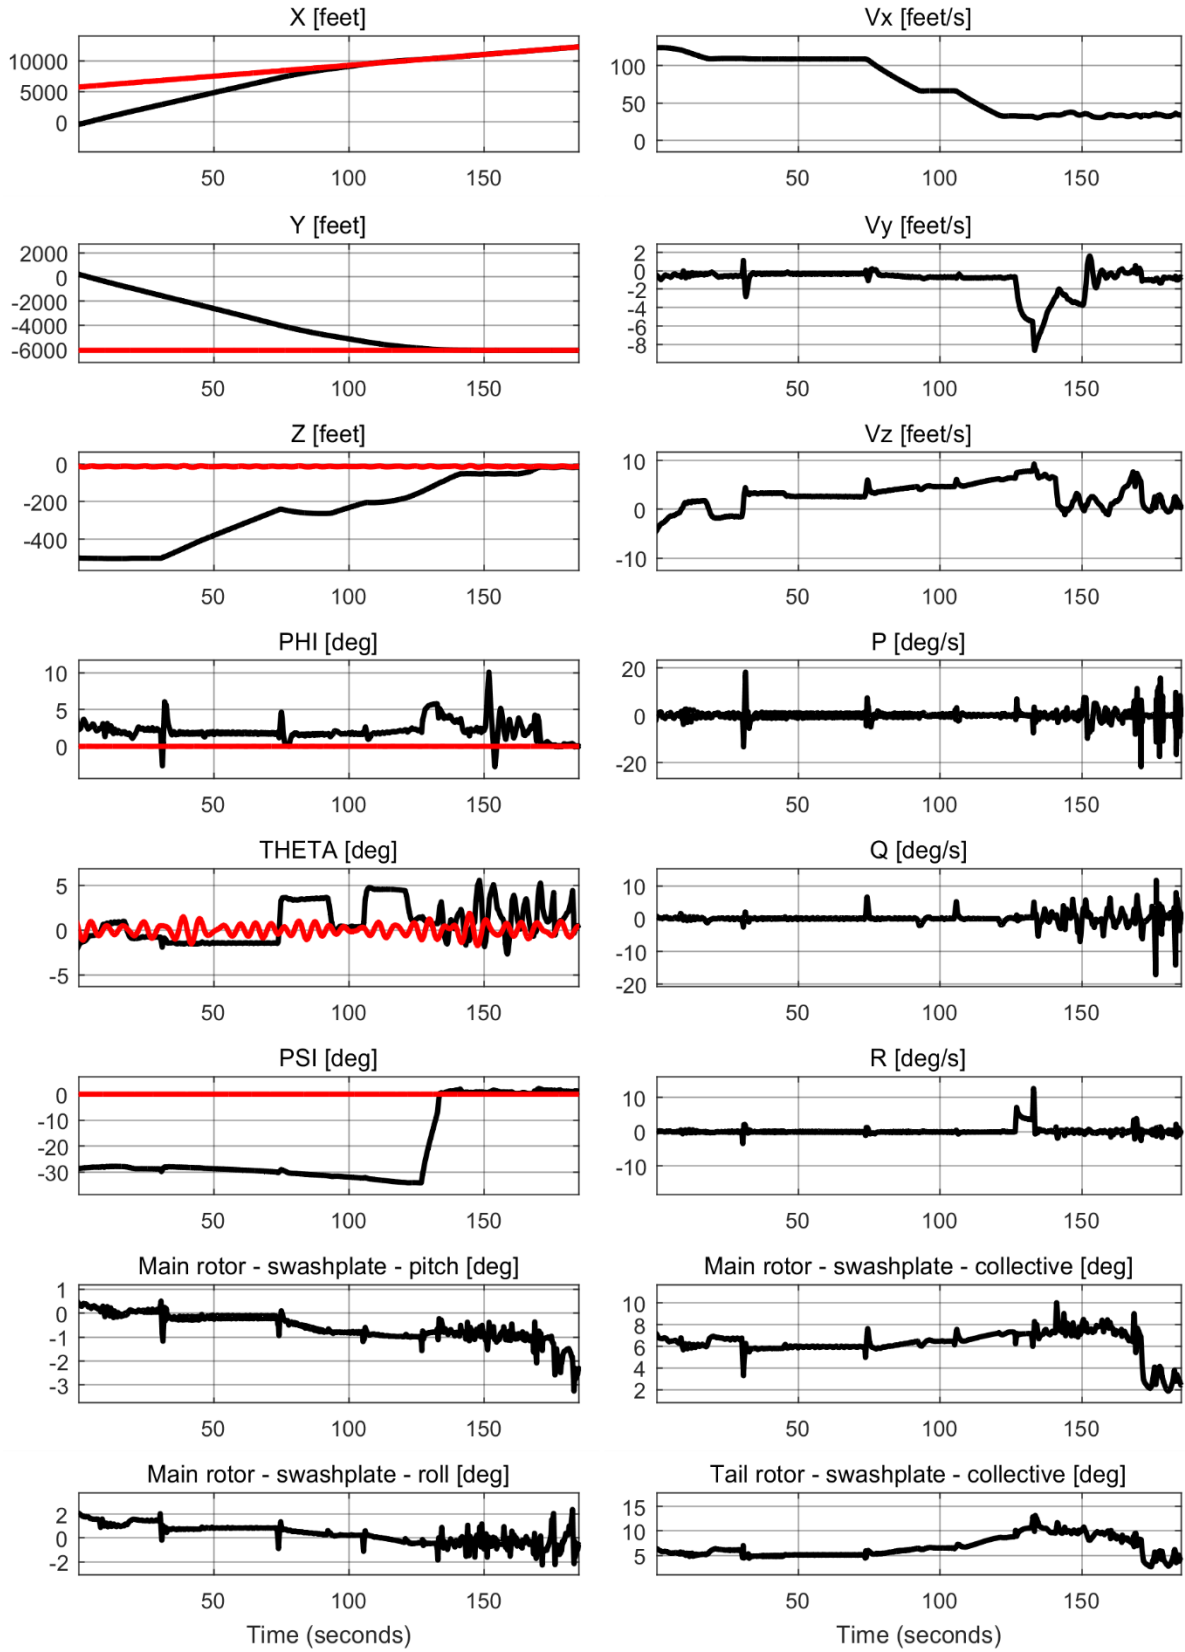 X [feet]
10000
5000
0
50 100 150
Vx [feet/s]
100
50
0
50 100 150
Y [feet]
2000
0
-2000
-4000
-6000
50 100 150
Vy [feet/s]
2
0
-2
-4
-6
-8
50 100 150
Z [feet]
0
-200
-400
50 100 150
Vz [feet/s]
10
0
-10
50 100 150
PHI [deg]
10
5
0
50 100 150
P [deg/s]
20
0
-20
50 100 150
THETA [deg]
5
0
-5
50 100 150
Q [deg/s]
10
0
-10
-20
50 100 150
PSI [deg]
0
-10
-20
-30
50 100 150
R [deg/s]
10
0
-10
50 100 150
Main rotor - swashplate - pitch [deg]
1
0
-1
-2
-3
50 100 150
Main rotor - swashplate - collective [deg]
10
8
6
4
2
50 100 150
Main rotor - swashplate - roll [deg]
2
0
-2
50 100 150
Time (seconds)
Tail rotor - swashplate - collective [deg]
15
10
5
50 100 150
Time (seconds)